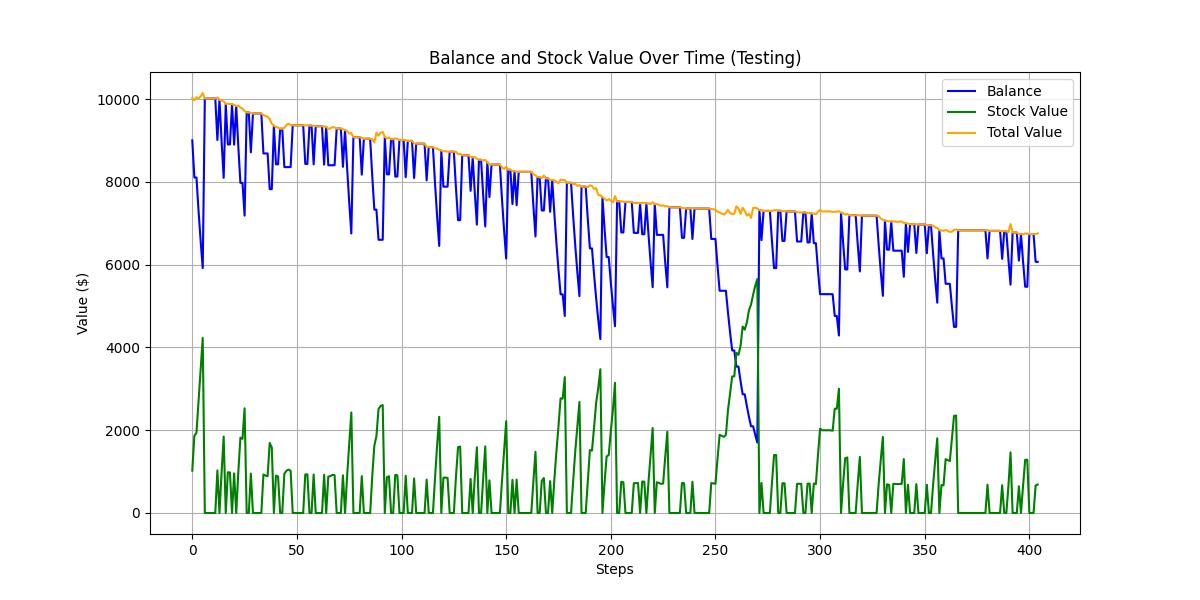 Balance and Stock Value Over Time (Testing)
Balance
Stock Value
Total Value
Value ($)
10000
8000
6000
4000
2000
0
0 50 100 150 200 250 300 350 400
Steps